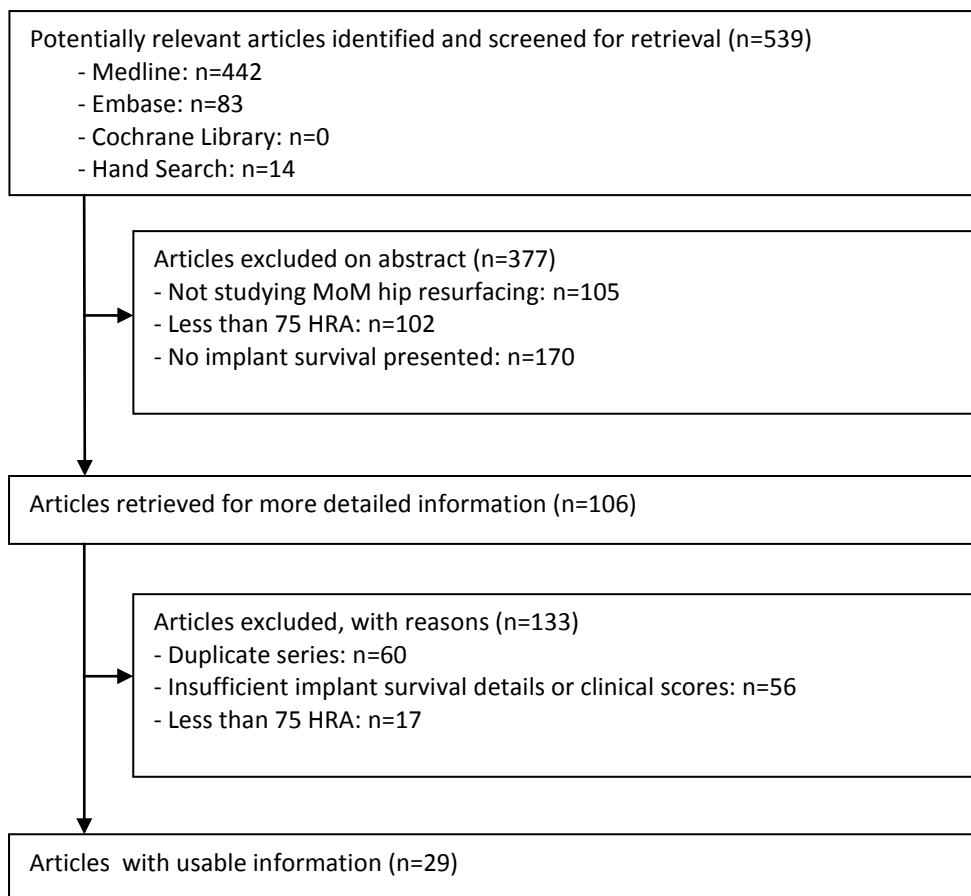 Potentially relevant articles identified and screened for retrieval (n=539)
- Medline: n=442
- Embase: n=83
- Cochrane Library: n=0
- Hand Search: n=14
Articles excluded on abstract (n=377)
- Not studying MoM hip resurfacing: n=105
- Less than 75 HRA: n=102
- No implant survival presented: n=170
Articles retrieved for more detailed information (n=106)
Articles excluded, with reasons (n=133)
- Duplicate series: n=60
- Insufficient implant survival details or clinical scores: n=56
- Less than 75 HRA: n=17
Articles  with usable information (n=29)